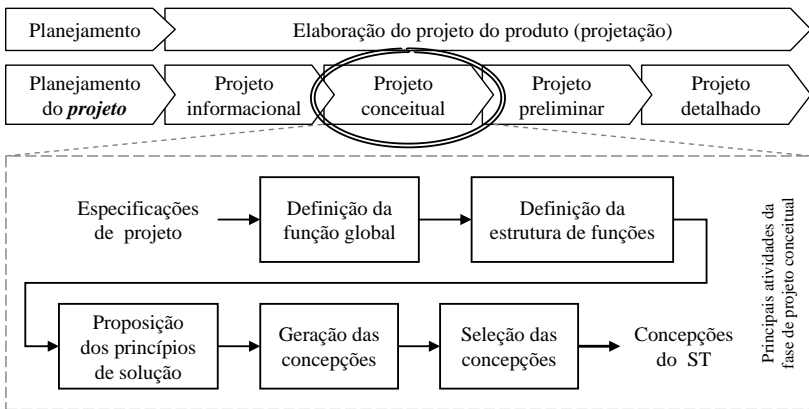 Planejamento
Elaboração do projeto do produto (projetação)
Planejamento
do projeto
Projeto
informacional
Projeto
conceitual
Projeto
preliminar
Projeto
detalhado
Especificações
de projeto
Definição da
função global
Definição da
estrutura de funções
Proposição
dos princípios
de solução
Geração das
concepções
Seleção das
concepções
Concepções
do ST
Principais atividades da
fase de projeto conceitual